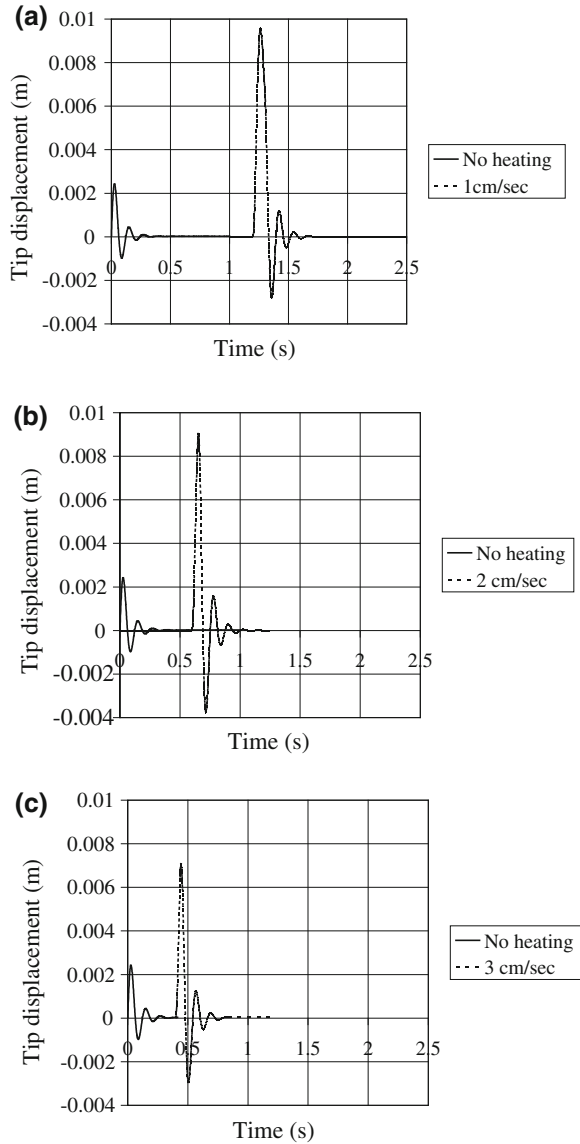 (a)
0.01
0.008
0.006
0.004
0.002
0
-0.002
-0.004
Tip displacement (m)
0 0.5 1 1.5 2 2.5
Time (s)
No heating
1cm/sec
(b)
0.01
0.008
0.006
0.004
0.002
0
-0.002
-0.004
Tip displacement (m)
0 0.5 1 1.5 2 2.5
Time (s)
No heating
2 cm/sec
(c)
0.01
0.008
0.006
0.004
0.002
0
-0.002
-0.004
Tip displacement (m)
0 0.5 1 1.5 2 2.5
Time (s)
No heating
3 cm/sec